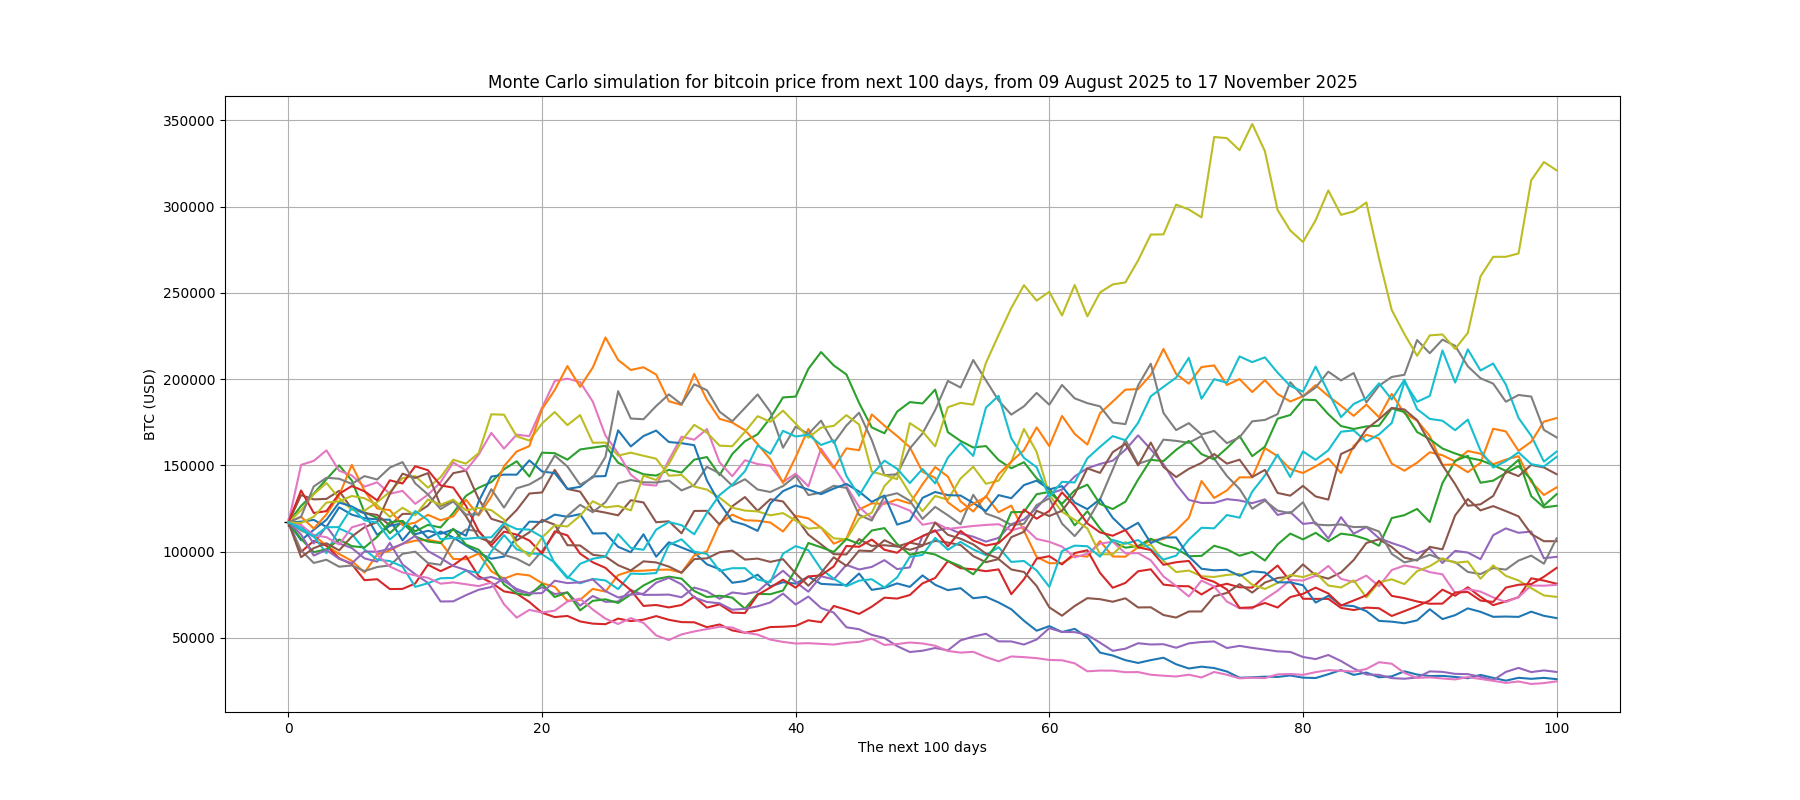 Monte Carlo simulation for bitcoin price from next 100 days, from 09 August 2025 to 17 November 2025
350000
300000
250000
200000
150000
100000
50000
BTC (USD)
0 20 40 60 80 100
The next 100 days